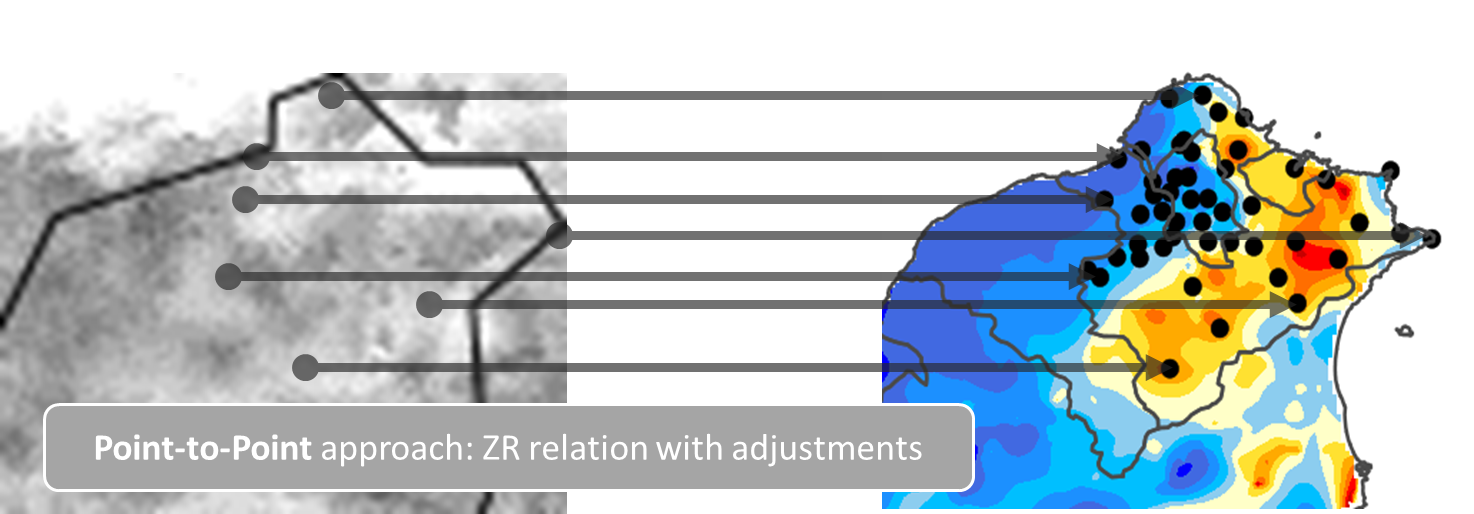 Point-to-Point approach: ZR relation with adjustments